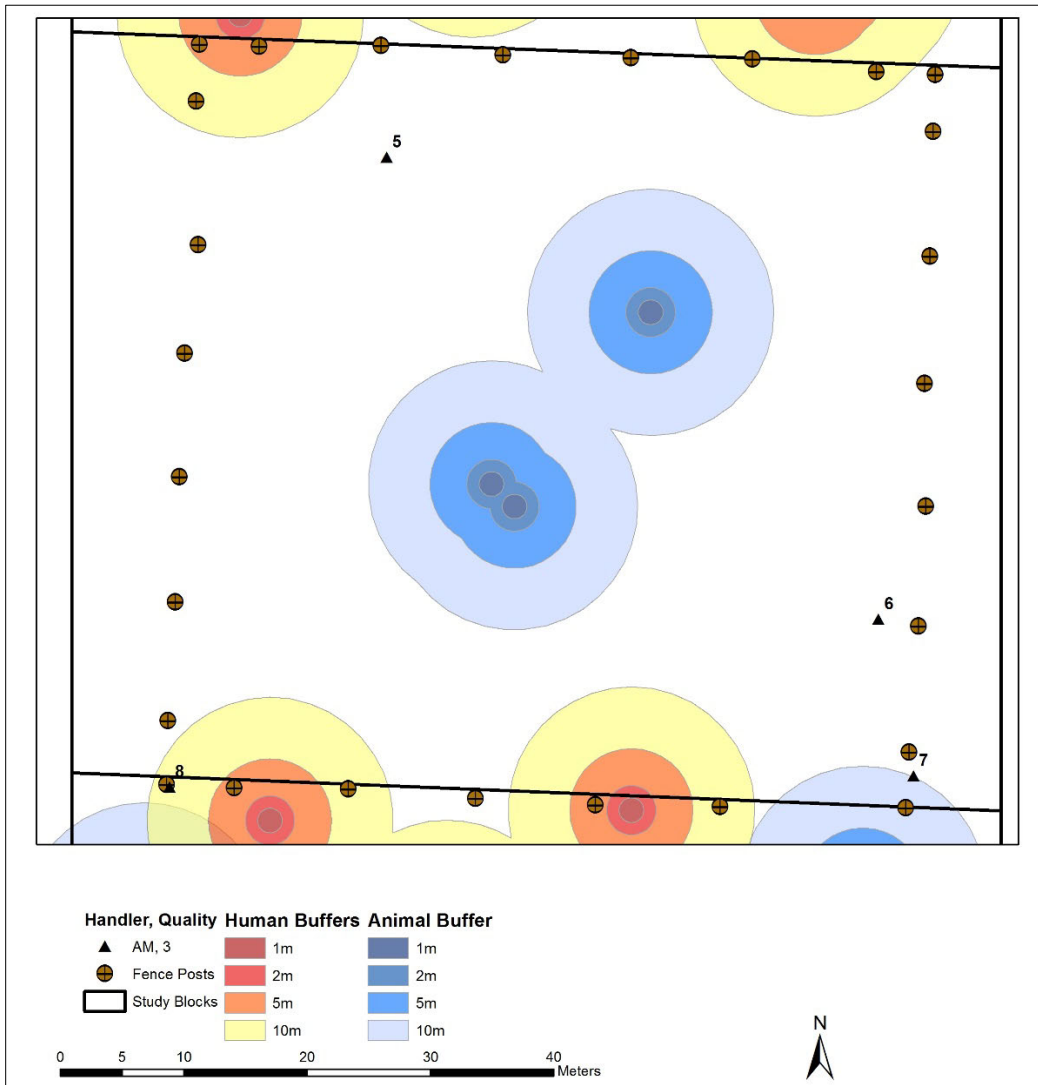 5
6
7
8
Handler, Quality Human Buffers Animal Buffer
AM, 3 1m 1m
Fence Posts 2m 2m
Study Blocks 5m 5m
10m 10m
N
0 5 10 20 30 40
Meters